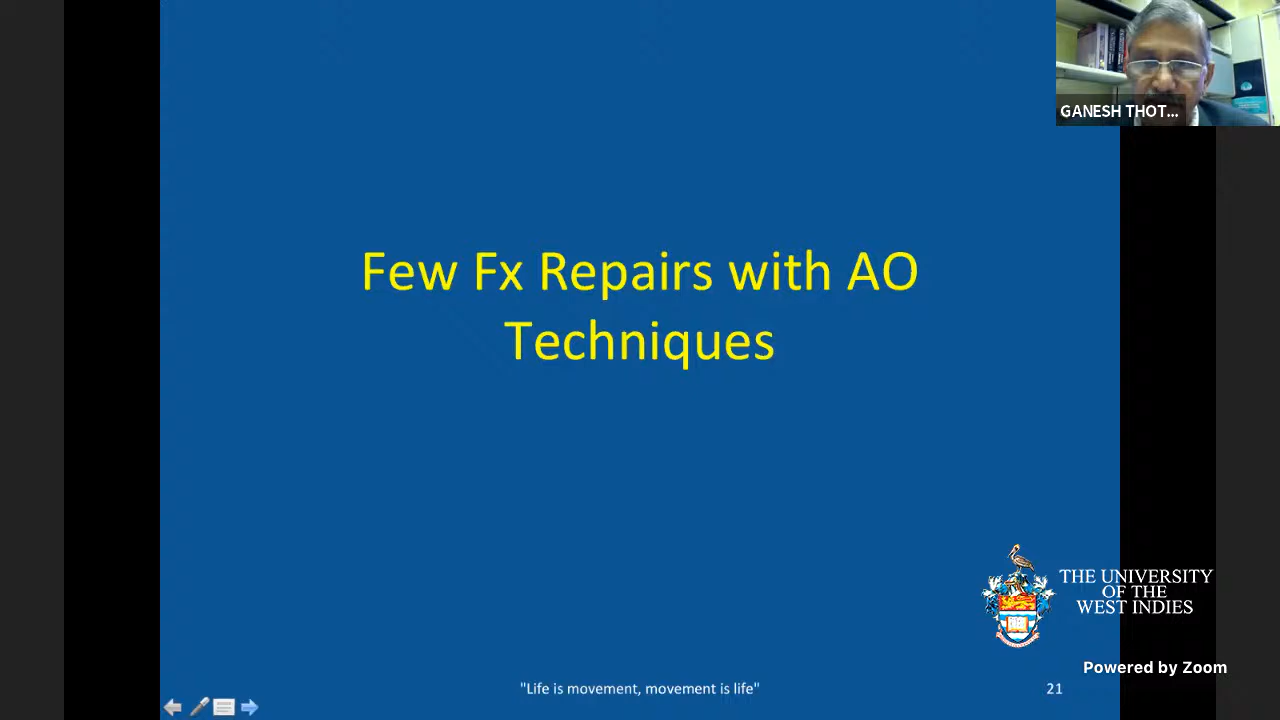 GANESH THOT...
Few Fx Repairs with AO
Techniques
THE UNIVERSITY
OF THE
WEST INDIES
Powered by Zoom
"Life is movement, movement is life"
21